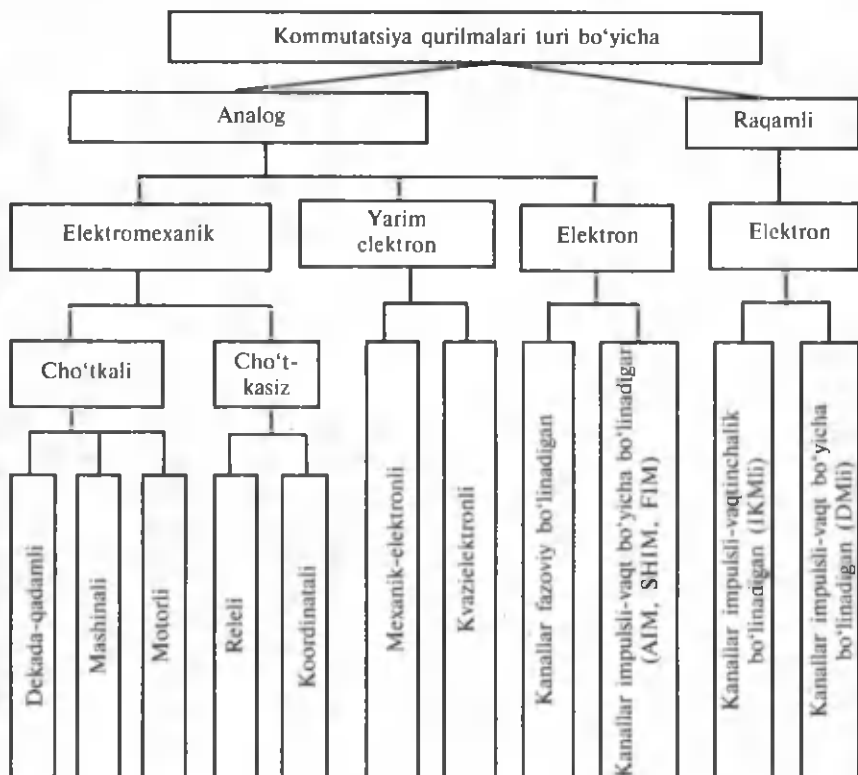 Kommutatsiya qurilmalari turi bo‘yicha
Analog
Raqamli
Elektromexanik
Yarim
elektron
Elektron
Elektron
Cho‘tkali
Cho‘t-
kasiz
Dekada-qadamli
Mashinali
Motorli
Releli
Koordinatali
Mexanik-elektronli
Kvazielektronli
Kanallar fazoviy bo‘linadigan
Kanallar impulsli-vaqt bo‘yicha bo‘linadigan
(AIM, SHIM, FIM)
Kanallar impulsli-vaqtinchalik
bo‘linadigan (IKMli)
Kanallar impulsli-vaqt bo‘yicha
bo‘linadigan (DMli)